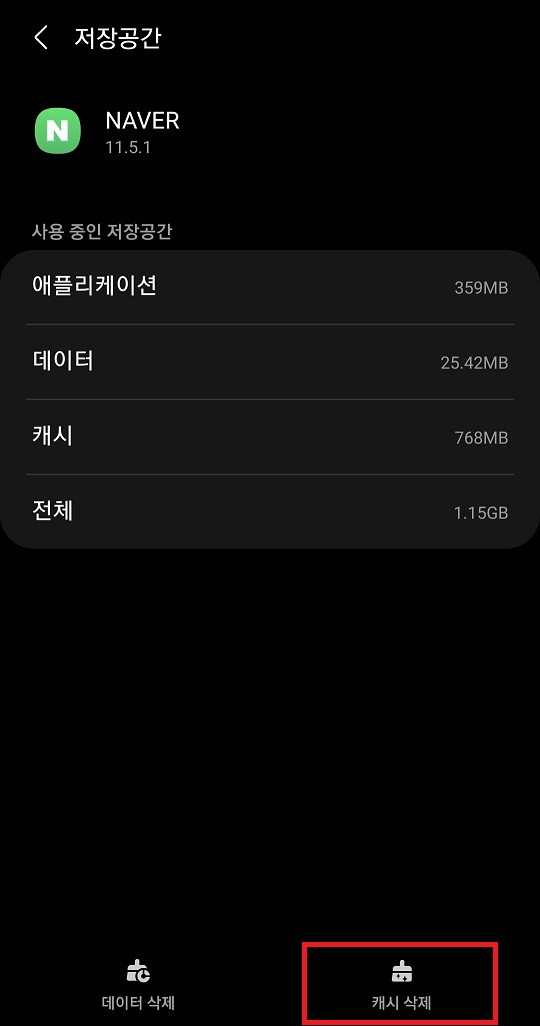 저장공간
N
NAVER
11.5.1
사용 중인 저장공간
애플리케이션 359MB
데이터 25.42MB
캐시 768MB
전체 1.15GB
데이터 삭제 캐시 삭제